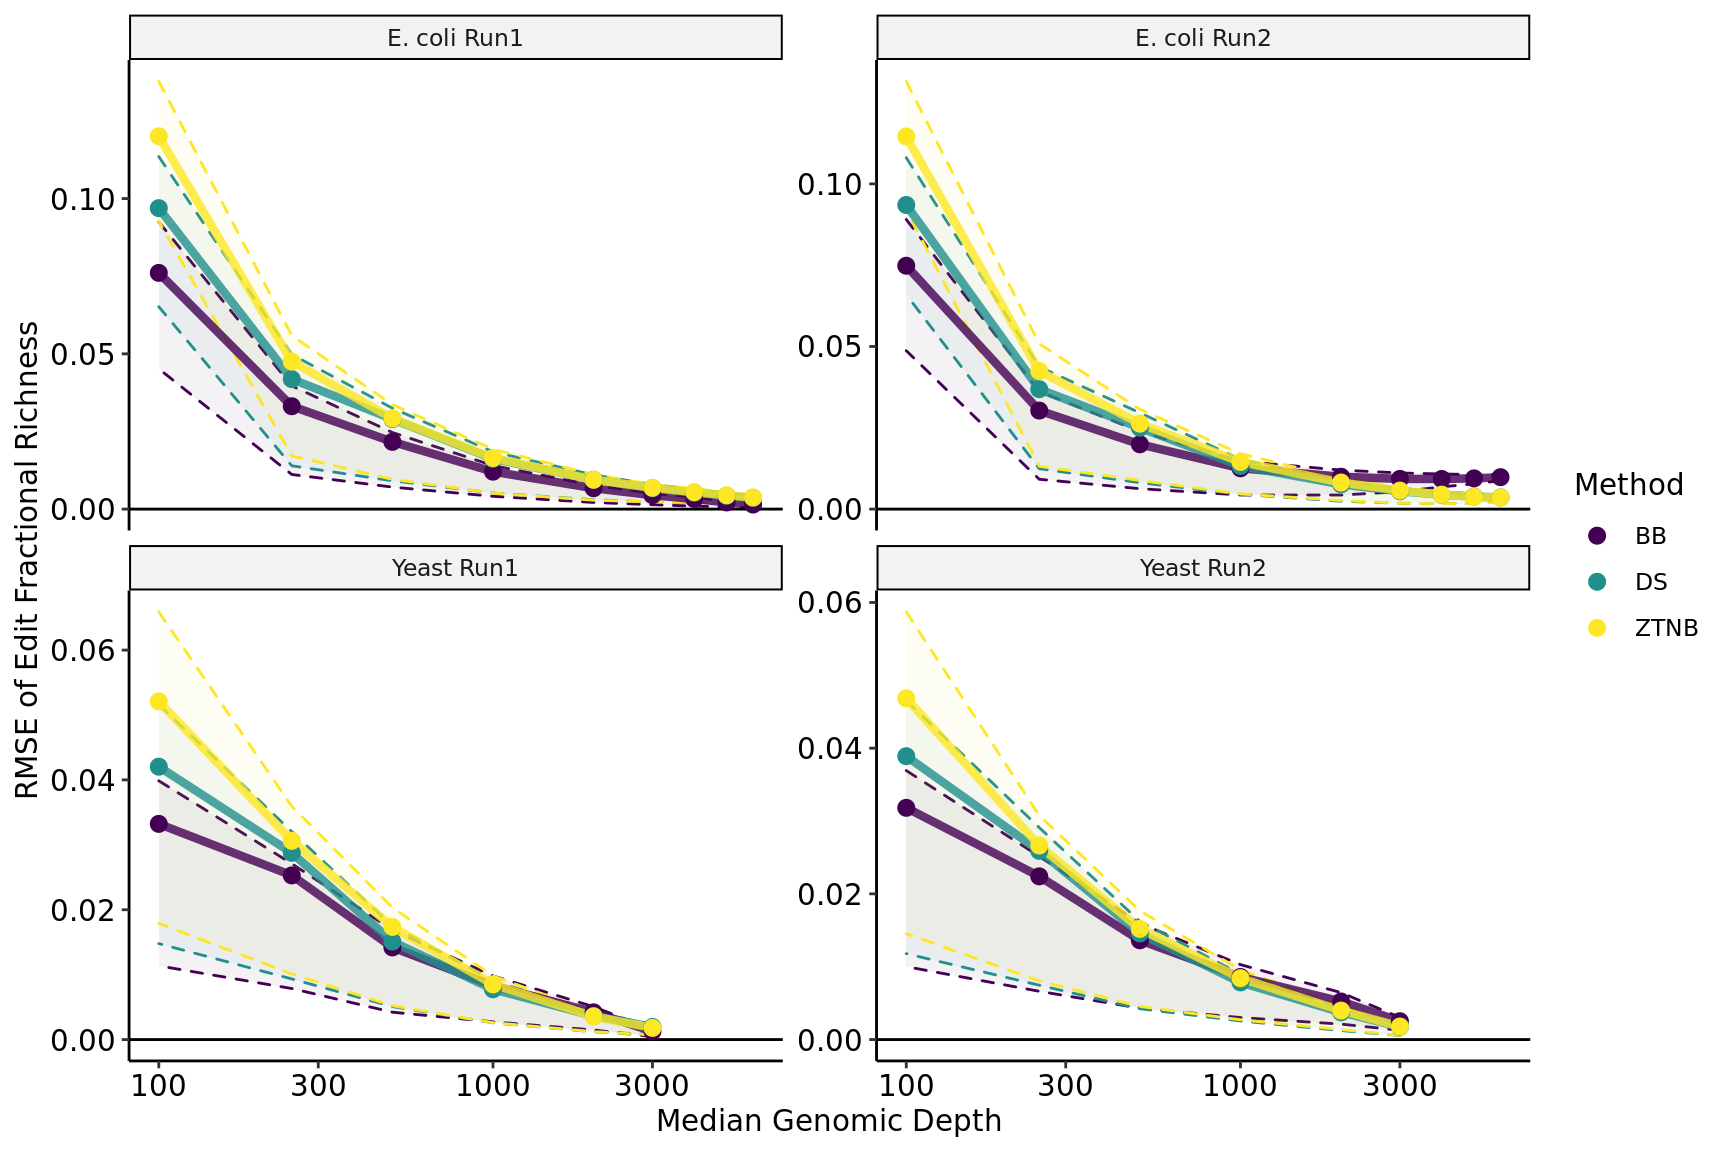 E. coli Run1
E. coli Run2
0.10
0.05
0.00
0.10
0.05
0.00
Yeast Run1
Yeast Run2
0.06
0.04
0.02
0.00
0.06
0.04
0.02
0.00
100 300 1000 3000
100 300 1000 3000
Median Genomic Depth
RMSE of Edit Fractional Richness
Method
BB
DS
ZTNB